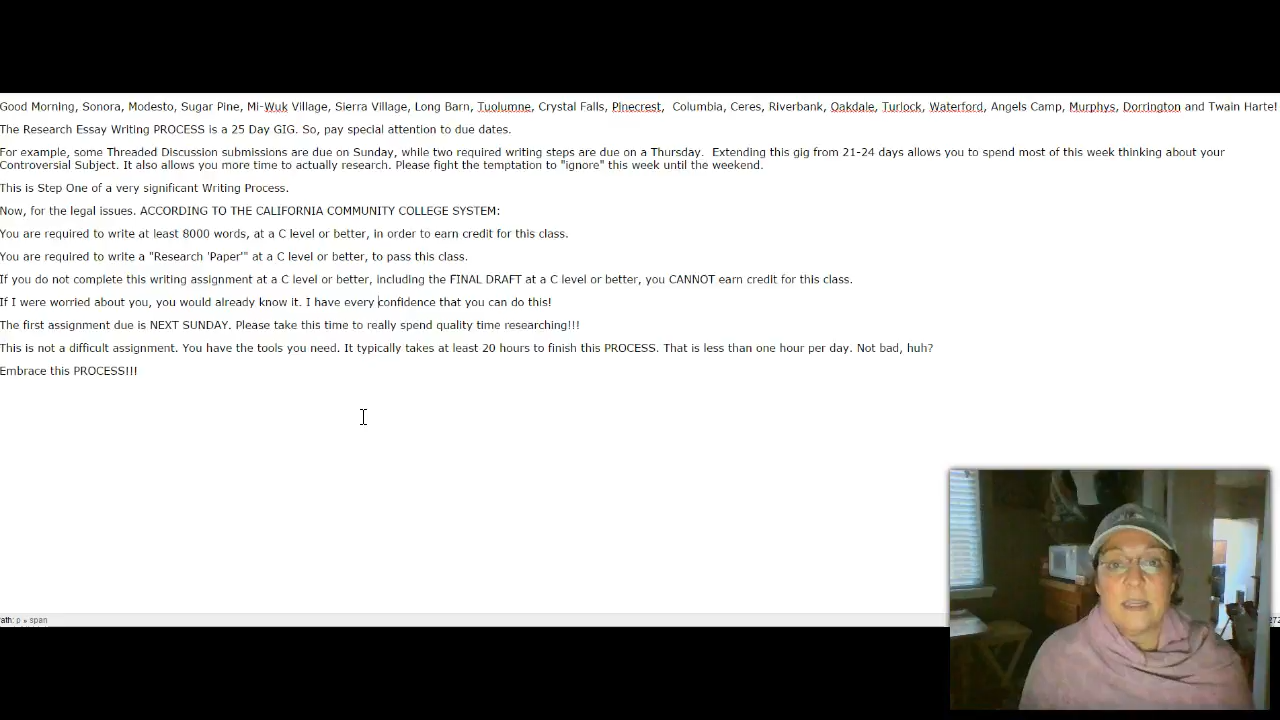 Good Morning, Sonora, Modesto, Sugar Pine, Mi-Wuk Village, Sierra Village, Long Barn, Tuolumne, Crystal Falls, Pinecrest,  Columbia, Ceres, Riverbank, Oakdale, Turlock, Waterford, Angels Camp, Murphys, Dorrington and Twain Harte!
The Research Essay Writing PROCESS is a 25 Day GIG. So, pay special attention to due dates.
For example, some Threaded Discussion submissions are due on Sunday, while two required writing steps are due on a Thursday.  Extending this gig from 21-24 days allows you to spend most of this week thinking about your
Controversial Subject. It also allows you more time to actually research. Please fight the temptation to "ignore" this week until the weekend.
This is Step One of a very significant Writing Process.
Now, for the legal issues. ACCORDING TO THE CALIFORNIA COMMUNITY COLLEGE SYSTEM:
You are required to write at least 8000 words, at a C level or better, in order to earn credit for this class.
You are required to write a "Research 'Paper'" at a C level or better, to pass this class.
If you do not complete this writing assignment at a C level or better, including the FINAL DRAFT at a C level or better, you CANNOT earn credit for this class.
If I were worried about you, you would already know it. I have every confidence that you can do this!
The first assignment due is NEXT SUNDAY. Please take this time to really spend quality time researching!!!
This is not a difficult assignment. You have the tools you need. It typically takes at least 20 hours to finish this PROCESS. That is less than one hour per day. Not bad, huh?
Embrace this PROCESS!!!
ath: p » span